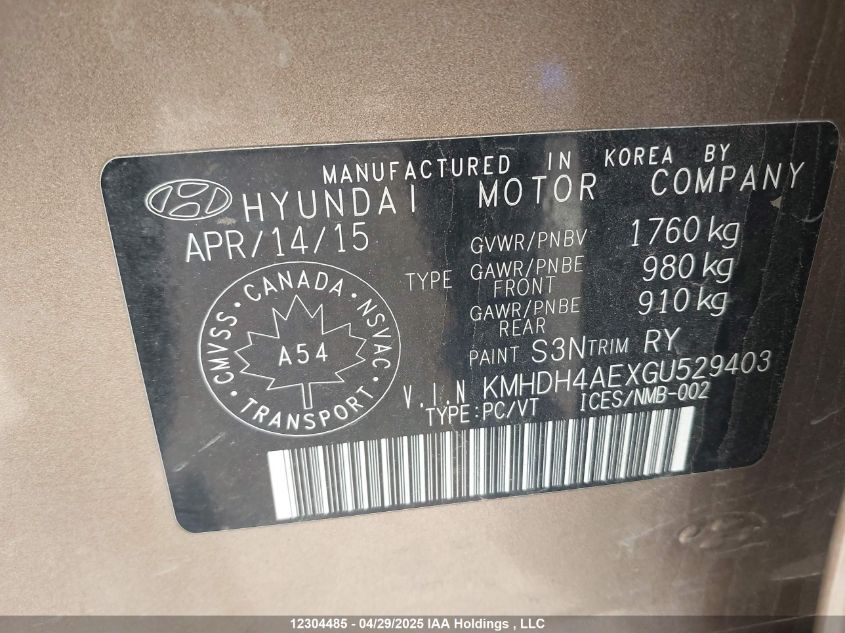 MANUFACTURED IN KOREA BY
HYUNDAI MOTOR COMPANY
APR/14/15
GVWR/PNBV 1760 kg
TYPE GAWR/PNBE FRONT 980 kg
GAWR/PNBE REAR 910 kg
PAINT S3N TRIM RY
V.I.N KMHDH4AEXGU529403
TYPE:PC/VT ICES/NMB-002
CMVSS · CANADA · NSVAC
A54
· TRANSPORT ·
12304485 - 04/29/2025 IAA Holdings , LLC